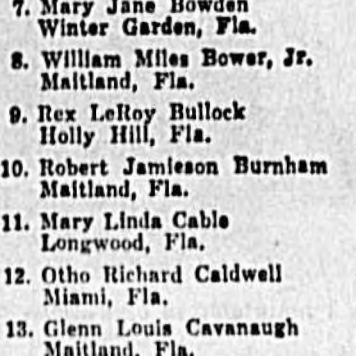 7. Mary Jane Bowden
Winter Garden, Fla.
8. William Miles Bower, Jr.
Maitland, Fla.
9. Rex LeRoy Bullock
Holly Hill, Fla.
10. Robert Jamieson Burnham
Maitland, Fla.
11. Mary Linda Cable
Longwood, Fla.
12. Otho Richard Caldwell
Miami, Fla.
13. Glenn Louis Cavanaugh
Maitland, Fla.